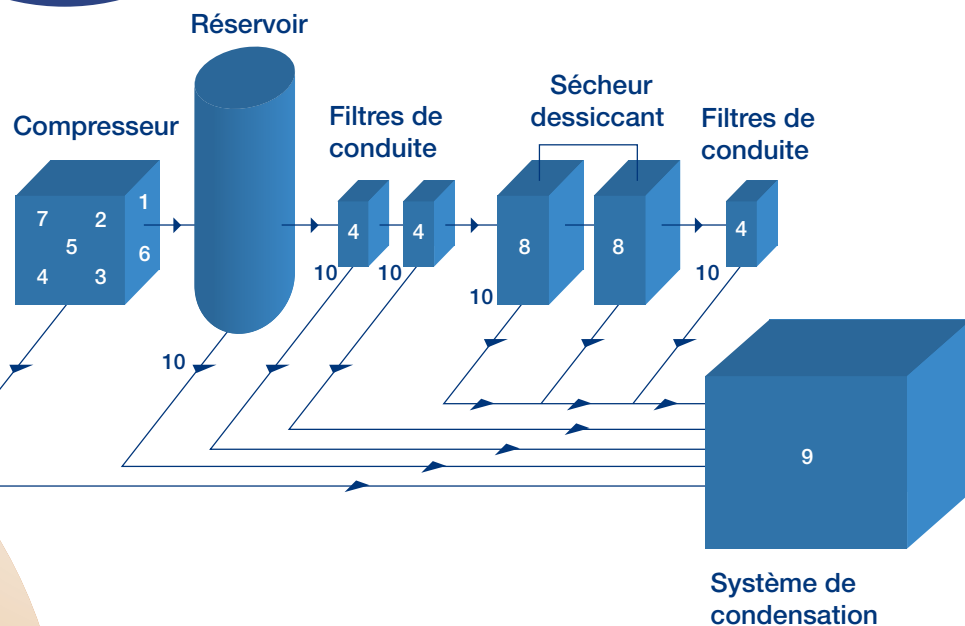 Réservoir
Compresseur
Filtres de
conduite
Sécheur
dessiccant
Filtres de
conduite
7 2 1
5
4 3 6
4 4
8 8
4
10 10
10
10
10
9
Système de
condensation